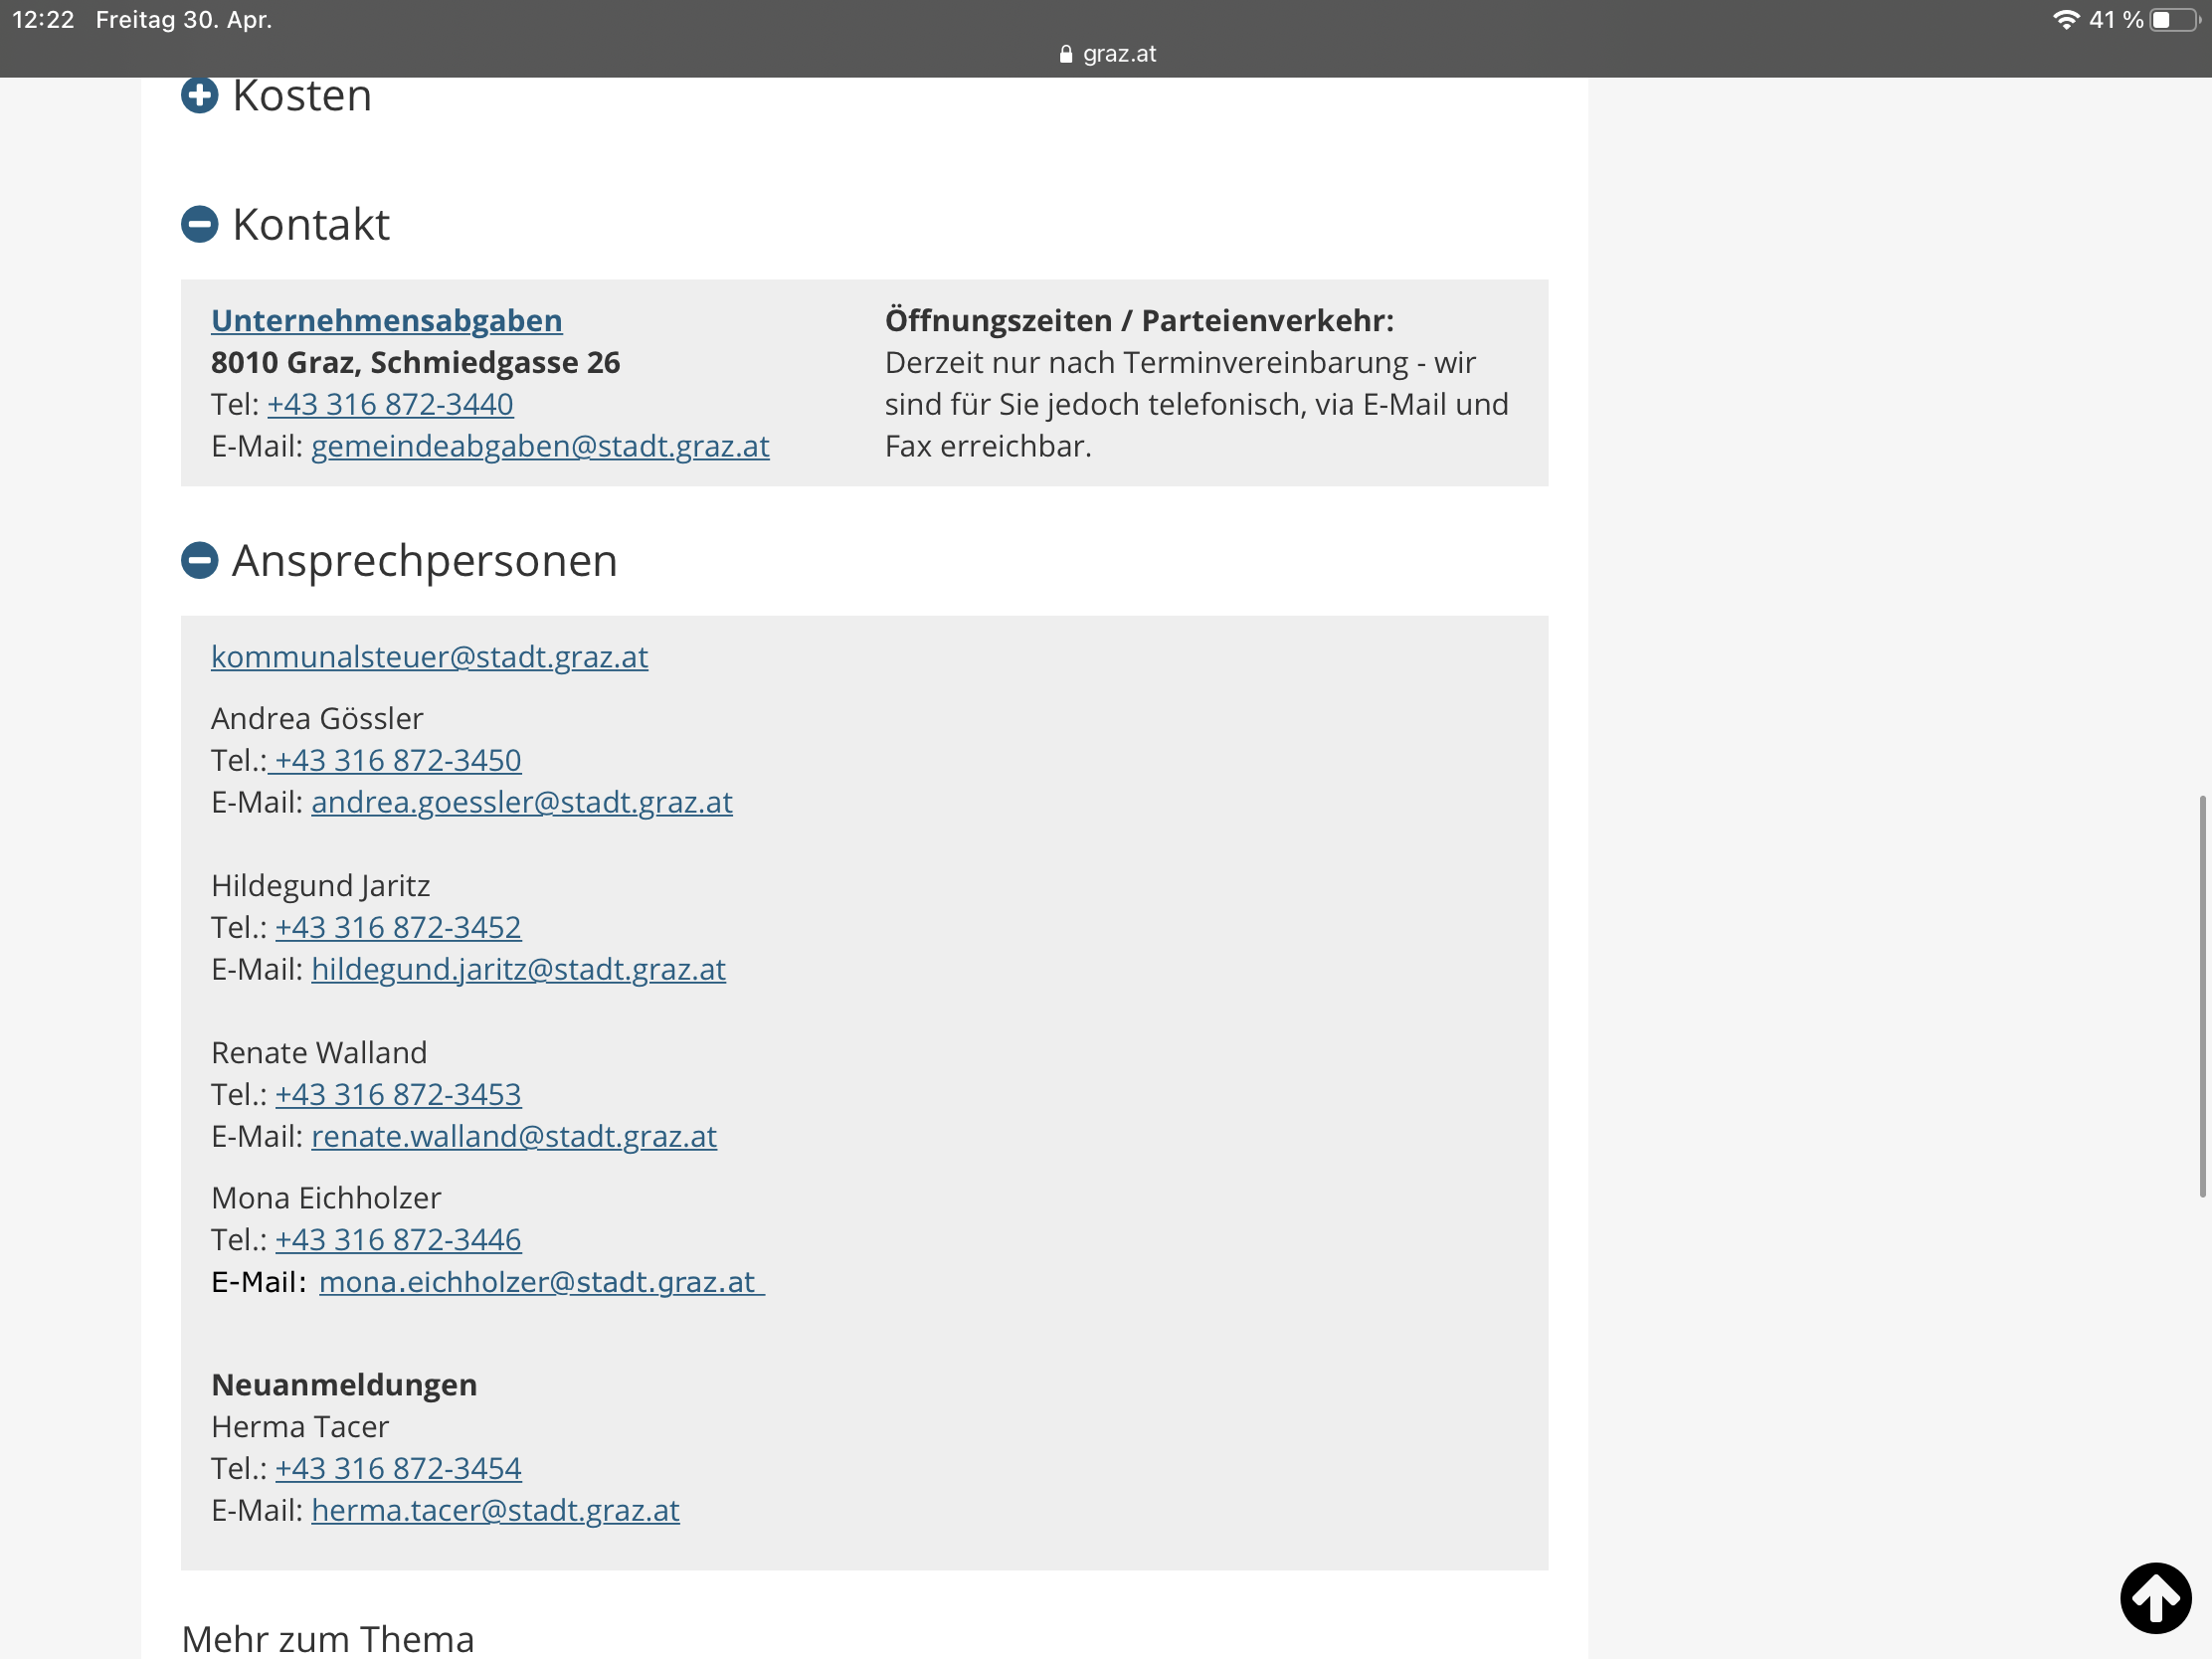 12:22 Freitag 30. Apr.
41 %
graz.at
Kosten
Kontakt
Unternehmensabgaben
8010 Graz, Schmiedgasse 26
Tel: +43 316 872-3440
E-Mail: gemeindeabgaben@stadt.graz.at
Öffnungszeiten / Parteienverkehr:
Derzeit nur nach Terminvereinbarung - wir
sind für Sie jedoch telefonisch, via E-Mail und
Fax erreichbar.
Ansprechpersonen
kommunalsteuer@stadt.graz.at
Andrea Gössler
Tel.: +43 316 872-3450
E-Mail: andrea.goessler@stadt.graz.at
Hildegund Jaritz
Tel.: +43 316 872-3452
E-Mail: hildegund.jaritz@stadt.graz.at
Renate Walland
Tel.: +43 316 872-3453
E-Mail: renate.walland@stadt.graz.at
Mona Eichholzer
Tel.: +43 316 872-3446
E-Mail: mona.eichholzer@stadt.graz.at
Neuanmeldungen
Herma Tacer
Tel.: +43 316 872-3454
E-Mail: herma.tacer@stadt.graz.at
Mehr zum Thema